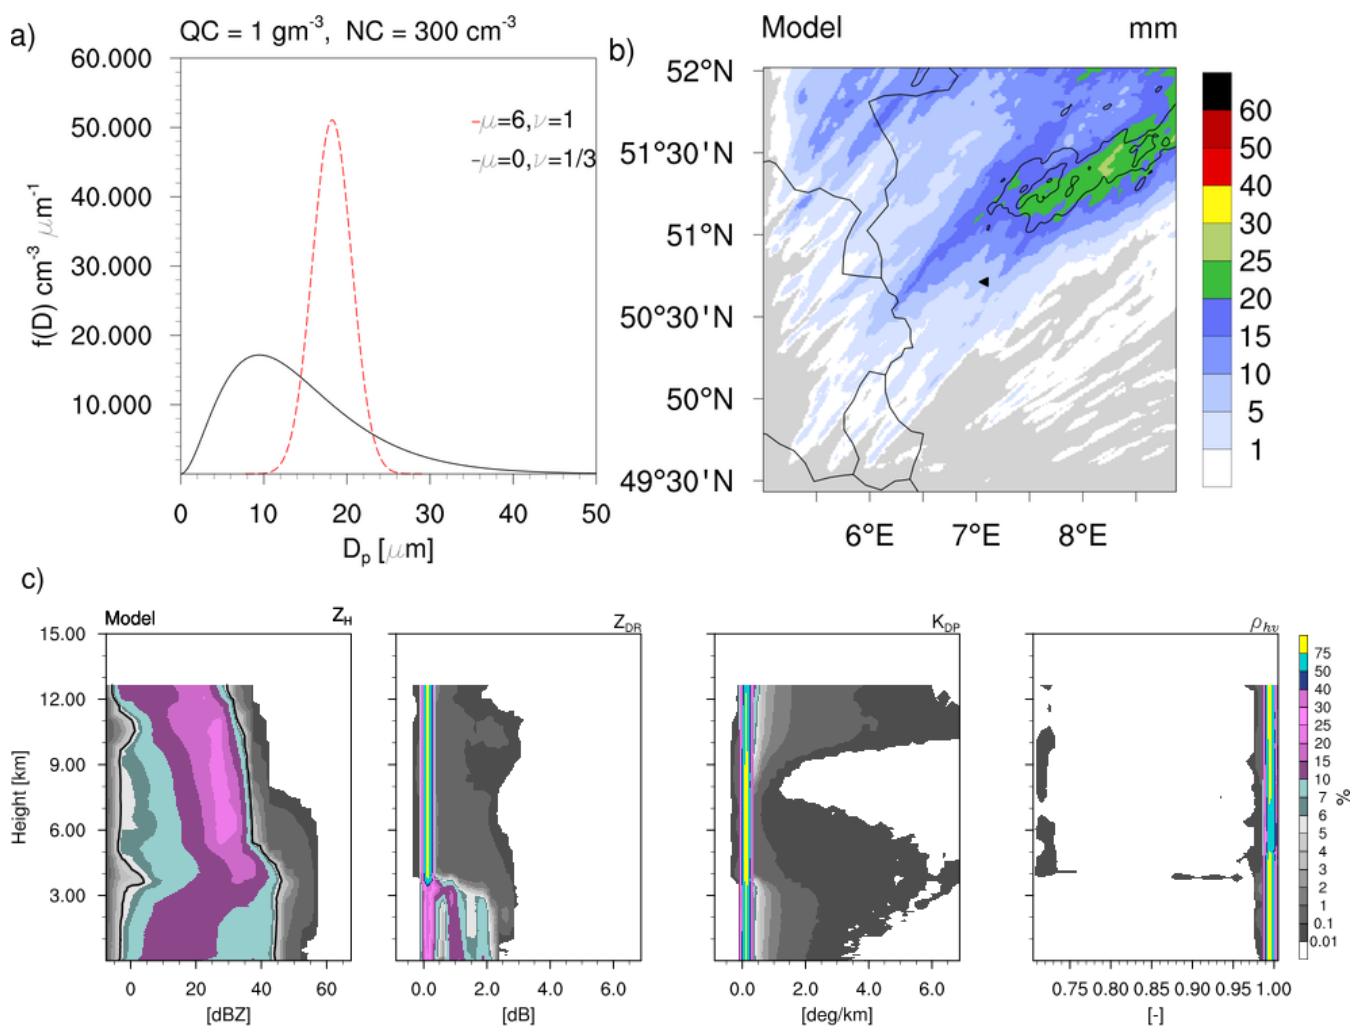 a)
QC = 1 gm⁻³, NC = 300 cm⁻³
60.000
50.000
40.000
30.000
20.000
10.000
f(D) cm⁻³ μm⁻¹
μ=6,ν=1
μ=0,ν=1/3
0 10 20 30 40 50
Dₚ [μm]
b)
Model mm
52°N
51°30'N
51°N
50°30'N
50°N
49°30'N
6°E 7°E 8°E
60
50
40
30
25
20
15
10
5
1
c)
Model Z_H
Z_DR
K_DP
ρ_hv
15.00
12.00
9.00
6.00
3.00
Height [km]
0 20 40 60
[dBZ]
0.0 2.0 4.0 6.0
[dB]
0.0 2.0 4.0 6.0
[deg/km]
0.75 0.80 0.85 0.90 0.95 1.00
[-]
75
50
40
30
25
20
15
10
7
6
5
4
3
2
1
0.1
0.01
%